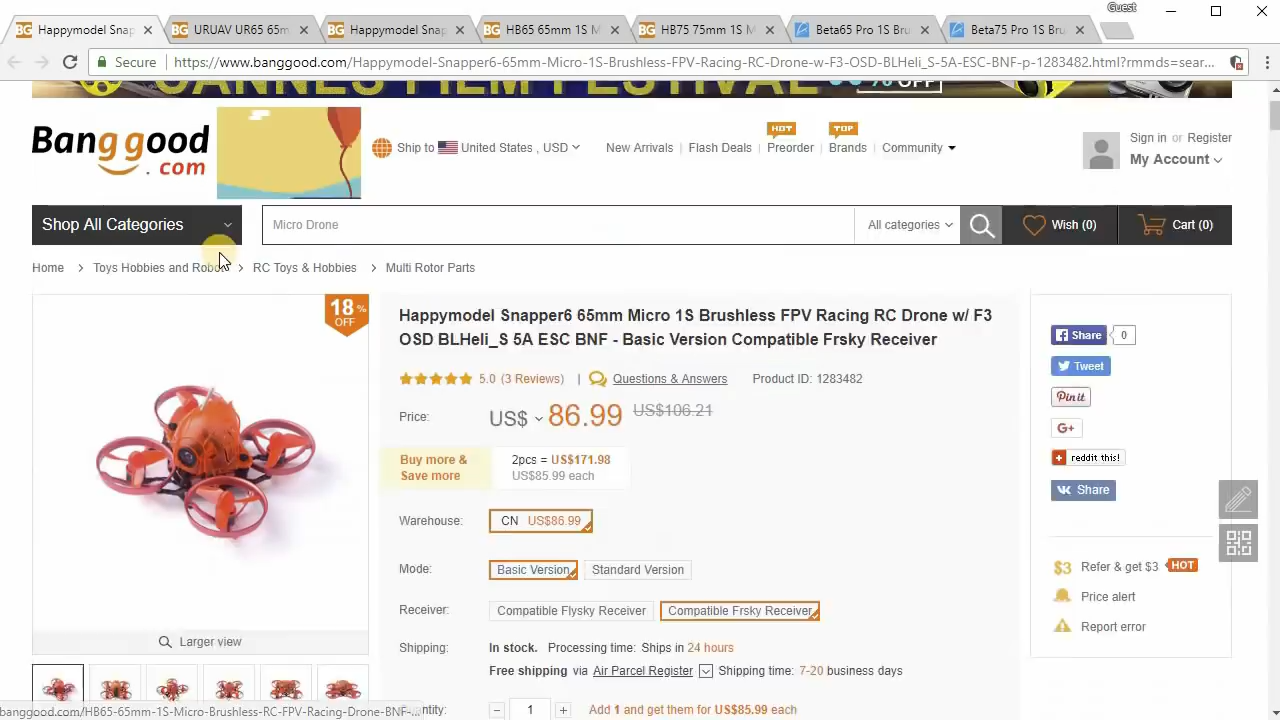 Guest
Happymodel Snap
URUAV UR65 65m
Happymodel Snap
HB65 65mm 1S M
HB75 75mm 1S M
Beta65 Pro 1S Bru
Beta75 Pro 1S Bru
Secure
https://www.banggood.com/Happymodel-Snapper6-65mm-Micro-1S-Brushless-FPV-Racing-RC-Drone-w-F3-OSD-BLHeli_S-5A-ESC-BNF-p-1283482.html?rmmds=sear...
CANNES FILM FESTIVAL % OFF
Banggood.com
Ship to United States , USD
New Arrivals
Flash Deals
HOT
Preorder
TOP
Brands
Community
Sign in or Register
My Account
Shop All Categories
Micro Drone
All categories
Wish (0)
Cart (0)
Home > Toys Hobbies and Robo > RC Toys & Hobbies > Multi Rotor Parts
18%
OFF
Happymodel Snapper6 65mm Micro 1S Brushless FPV Racing RC Drone w/ F3
OSD BLHeli_S 5A ESC BNF - Basic Version Compatible Frsky Receiver
5.0 (3 Reviews) | Questions & Answers Product ID: 1283482
Price: US$ 86.99 US$106.21
Buy more &
Save more
2pcs = US$171.98
US$85.99 each
Warehouse: CN US$86.99
Mode: Basic Version Standard Version
Receiver: Compatible Flysky Receiver Compatible Frsky Receiver
Shipping: In stock. Processing time: Ships in 24 hours
Free shipping via Air Parcel Register Shipping time: 7-20 business days
uantity: - 1 + Add 1 and get them for US$85.99 each
Larger view
Share 0
Tweet
Pin it
G+
reddit this!
Share
$3 Refer & get $3 HOT
Price alert
Report error
banggood.com/HB65-65mm-1S-Micro-Brushless-RC-FPV-Racing-Drone-BNF-...